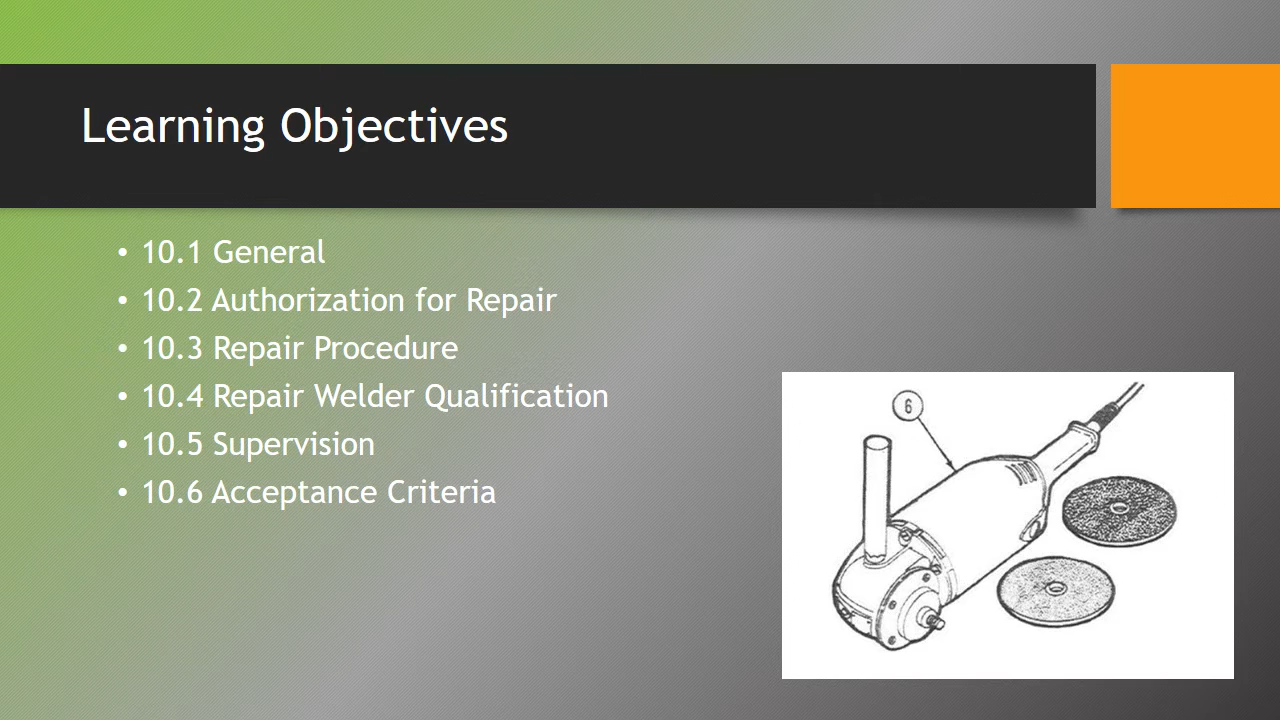 Learning Objectives
• 10.1 General
• 10.2 Authorization for Repair
• 10.3 Repair Procedure
• 10.4 Repair Welder Qualification
• 10.5 Supervision
• 10.6 Acceptance Criteria
6